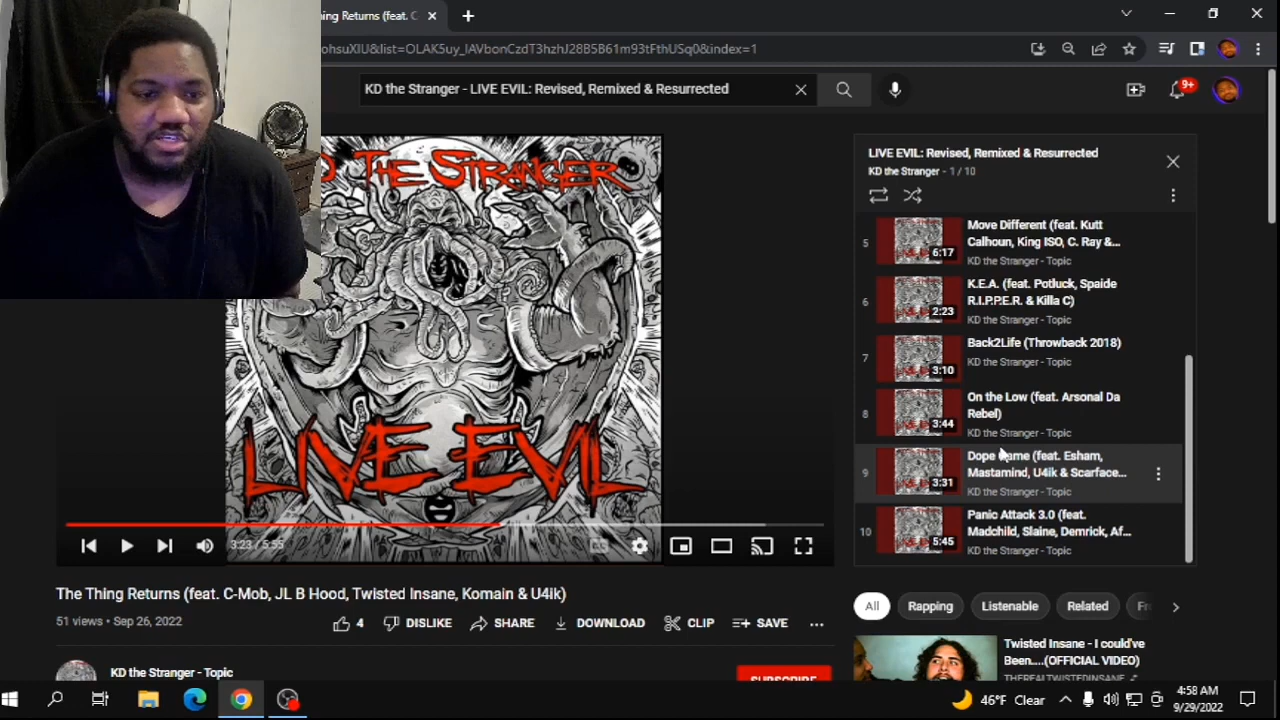 hing Returns (feat. C
ohsuXIU&list=OLAK5uy_lAVbonCzdT3hzhJ28B5B61m93tFthUSq0&index=1
KD the Stranger - LIVE EVIL: Revised, Remixed & Resurrected
9+
THE STRANGER
LIVE EVIL
3:23 / 5:55
The Thing Returns (feat. C-Mob, JL B Hood, Twisted Insane, Komain & U4ik)
51 views • Sep 26, 2022
4
DISLIKE
SHARE
DOWNLOAD
CLIP
SAVE
KD the Stranger - Topic
SUBSCRIBE
LIVE EVIL: Revised, Remixed & Resurrected
KD the Stranger - 1 / 10
5
6:17
Move Different (feat. Kutt
Calhoun, King ISO, C. Ray &...
KD the Stranger - Topic
6
2:23
K.E.A. (feat. Potluck, Spaide
R.I.P.P.E.R. & Killa C)
KD the Stranger - Topic
7
3:10
Back2Life (Throwback 2018)
KD the Stranger - Topic
8
3:44
On the Low (feat. Arsonal Da
Rebel)
KD the Stranger - Topic
9
3:31
Dope Game (feat. Esham,
Mastamind, U4ik & Scarface...
KD the Stranger - Topic
10
5:45
Panic Attack 3.0 (feat.
Madchild, Slaine, Demrick, Af...
KD the Stranger - Topic
All
Rapping
Listenable
Related
Fr
Twisted Insane - I could've
Been....(OFFICIAL VIDEO)
THEREALTWISTEDINSANE
46°F Clear
4:58 AM
9/29/2022